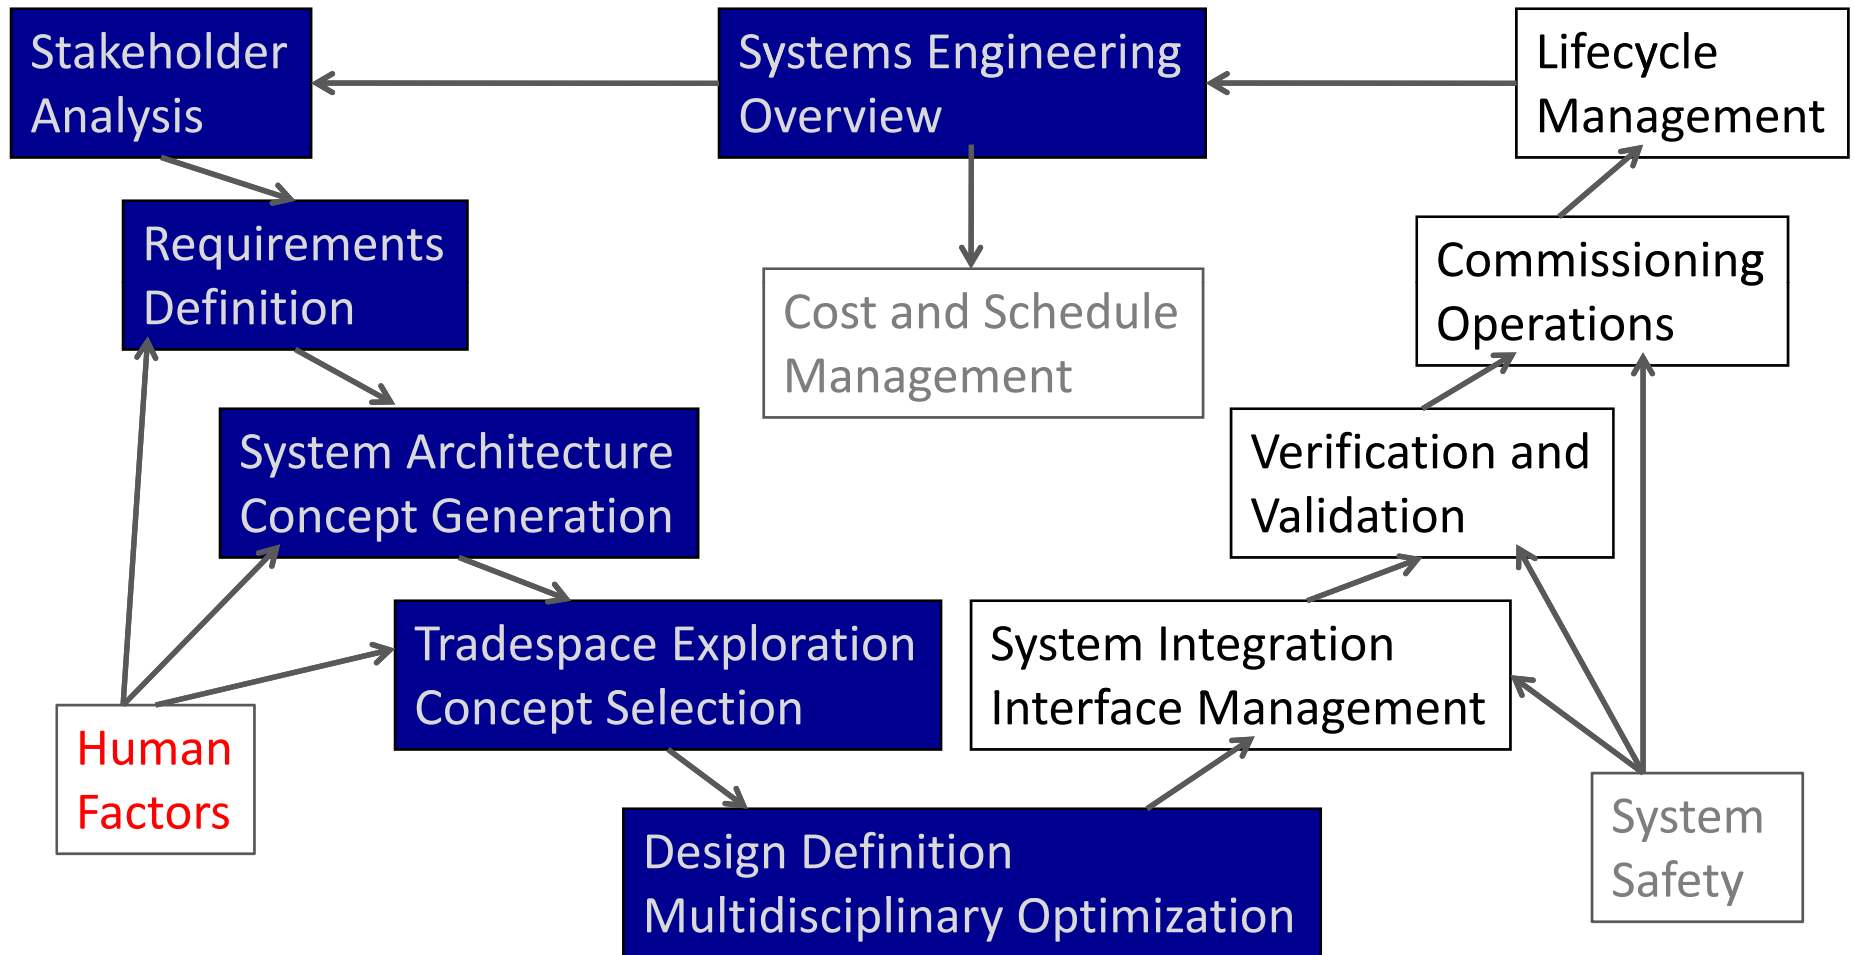 Stakeholder
Analysis
Systems Engineering
Overview
Lifecycle
Management
Requirements
Definition
Cost and Schedule
Management
Commissioning
Operations
System Architecture
Concept Generation
Verification and
Validation
Tradespace Exploration
Concept Selection
System Integration
Interface Management
Human
Factors
System
Safety
Design Definition
Multidisciplinary Optimization